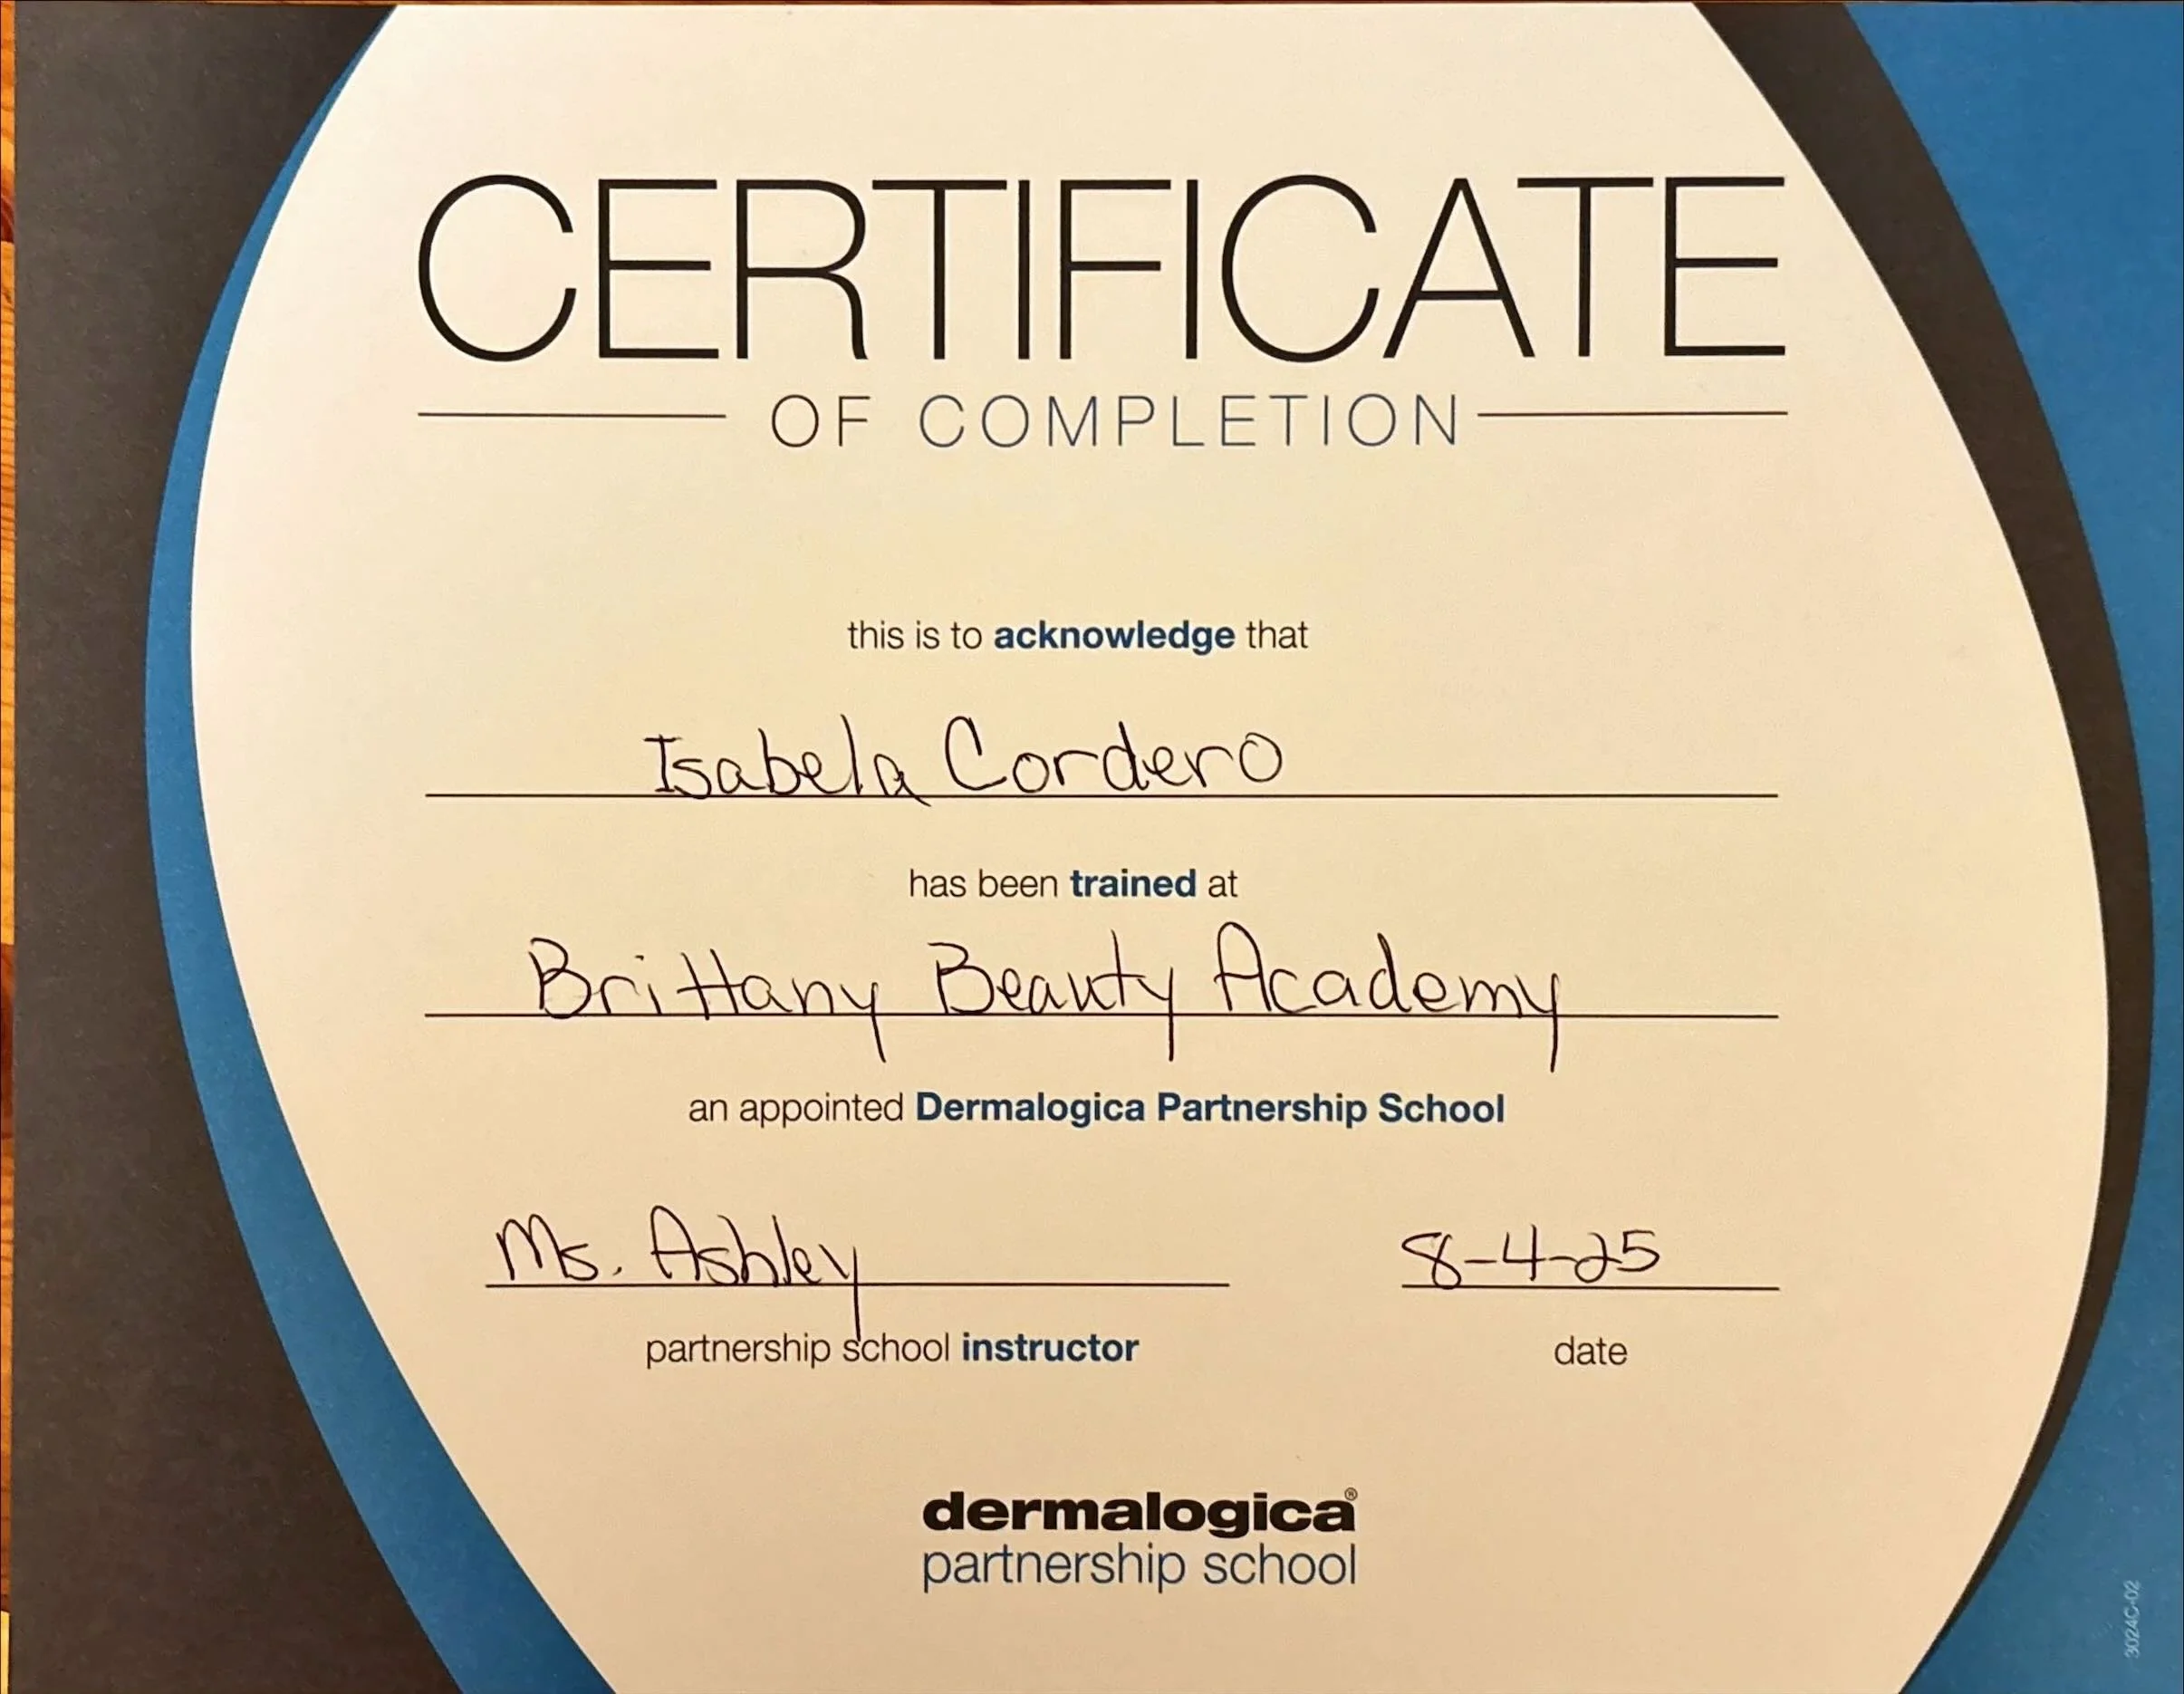 CERTIFICATE
OF COMPLETION
this is to acknowledge that
Isabela Cordero
has been trained at
Brittany Beauty Academy
an appointed Dermalogica Partnership School
Ms. Ashley
8-4-25
partnership school instructor
date
dermalogica®
partnership school
3024C-02